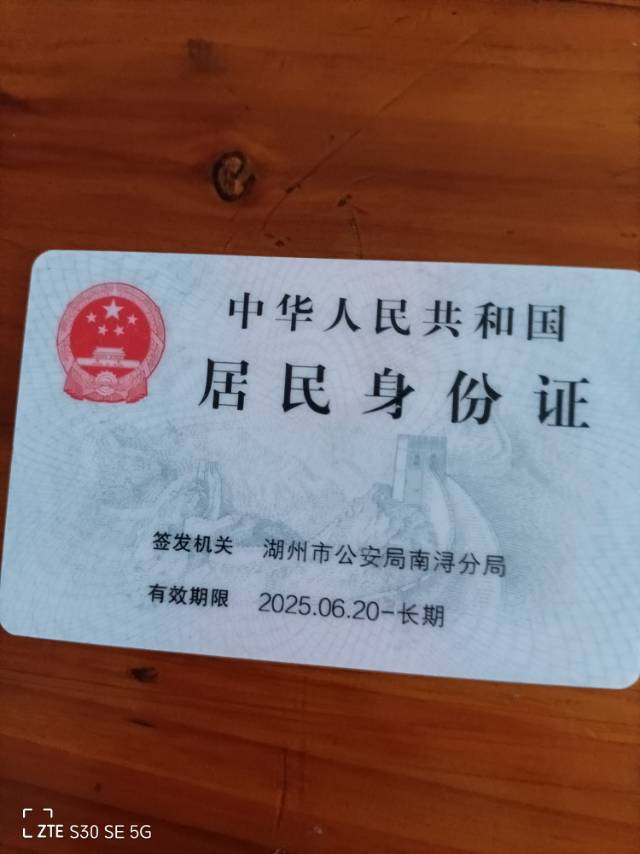 中华人民共和国
居民身份证
签发机关 湖州市公安局南浔分局
有效期限 2025.06.20-长期
ZTE S30 SE 5G